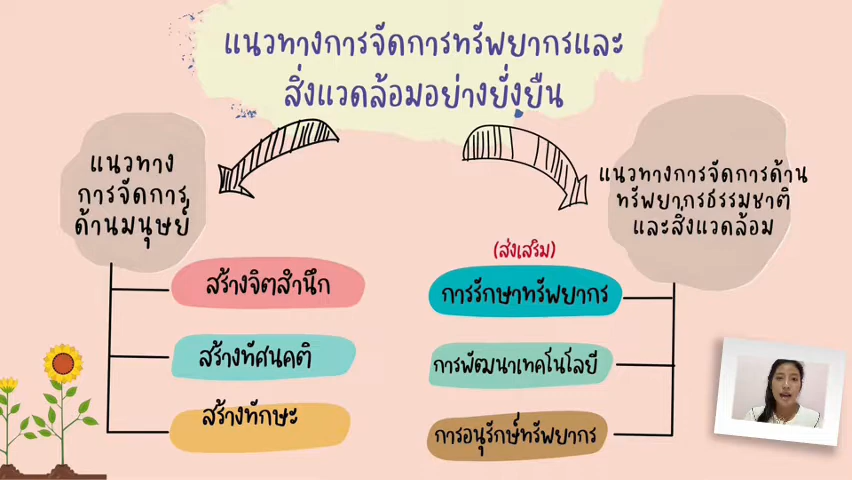 แนวทางการจัดการทรัพยากรและ
สิ่งแวดล้อมอย่างยั่งยืน
แนวทาง
การจัดการ
ด้านมนุษย์
สร้างจิตสำนึก
สร้างทัศนคติ
สร้างทักษะ
แนวทางการจัดการด้าน
ทรัพยากรธรรมชาติ
และสิ่งแวดล้อม
(ส่งเสริม)
การรักษาทรัพยากร
การพัฒนาเทคโนโลยี
การอนุรักษ์ทรัพยากร